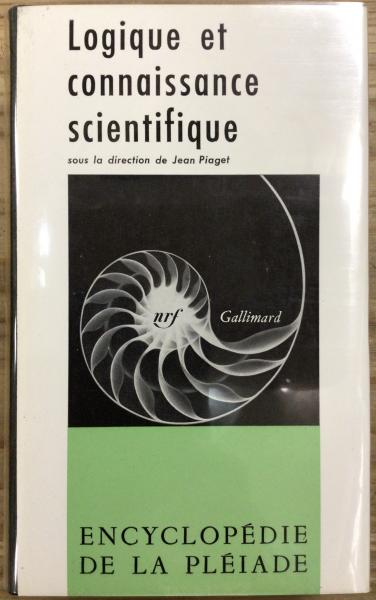 Logique et
connaissance
scientifique
sous la direction de Jean Piaget
nrf
Gallimard
ENCYCLOPÉDIE
DE LA PLÉIADE